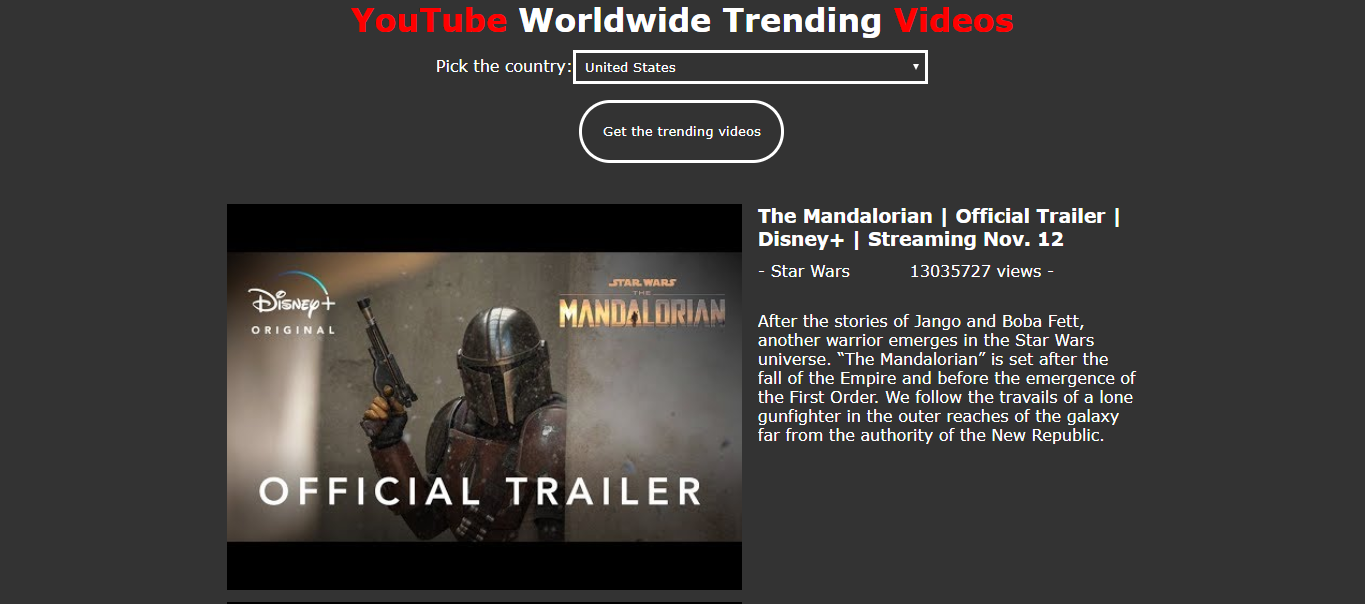 YouTube Worldwide Trending Videos
Pick the country: United States
Get the trending videos
Disney+
ORIGINAL
STAR WARS
THE
MANDALORIAN
OFFICIAL TRAILER
The Mandalorian | Official Trailer |
Disney+ | Streaming Nov. 12
- Star Wars 13035727 views -
After the stories of Jango and Boba Fett,
another warrior emerges in the Star Wars
universe. “The Mandalorian” is set after the
fall of the Empire and before the emergence of
the First Order. We follow the travails of a lone
gunfighter in the outer reaches of the galaxy
far from the authority of the New Republic.